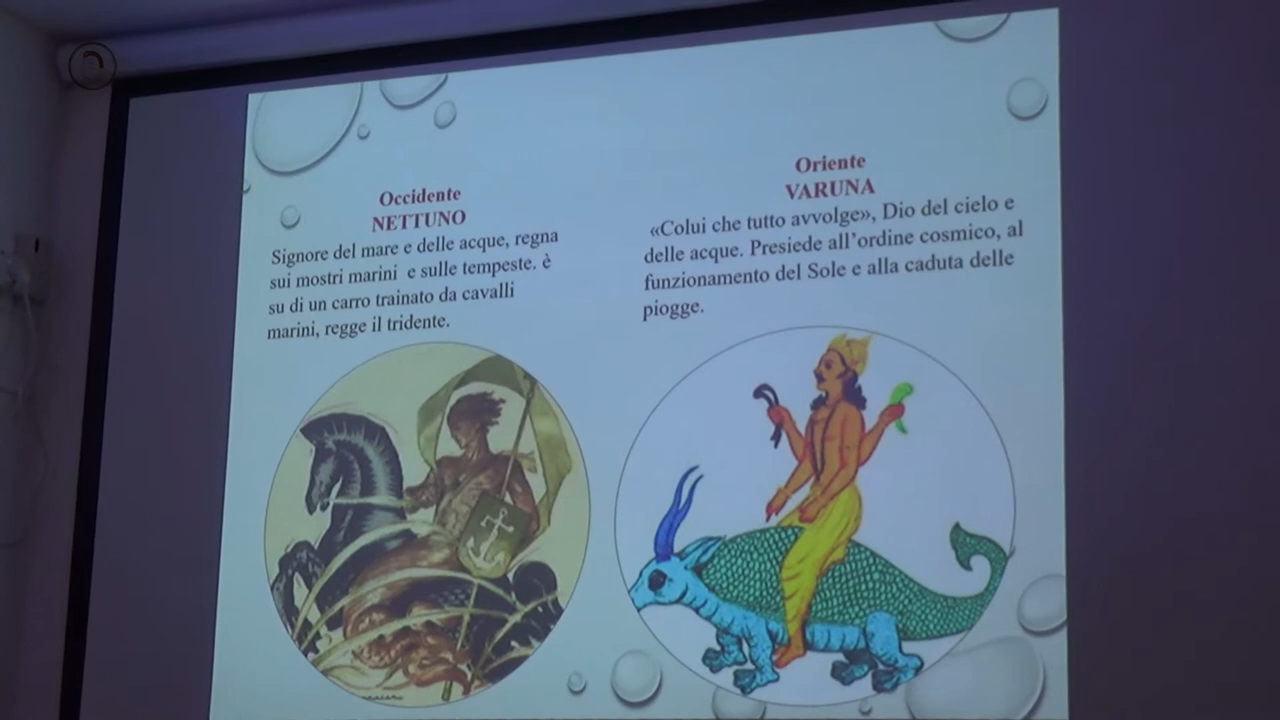 Occidente
NETTUNO
Signore del mare e delle acque, regna
sui mostri marini e sulle tempeste. è
su di un carro trainato da cavalli
marini, regge il tridente.
Oriente
VARUNA
«Colui che tutto avvolge», Dio del cielo e
delle acque. Presiede all'ordine cosmico, al
funzionamento del Sole e alla caduta delle
piogge.